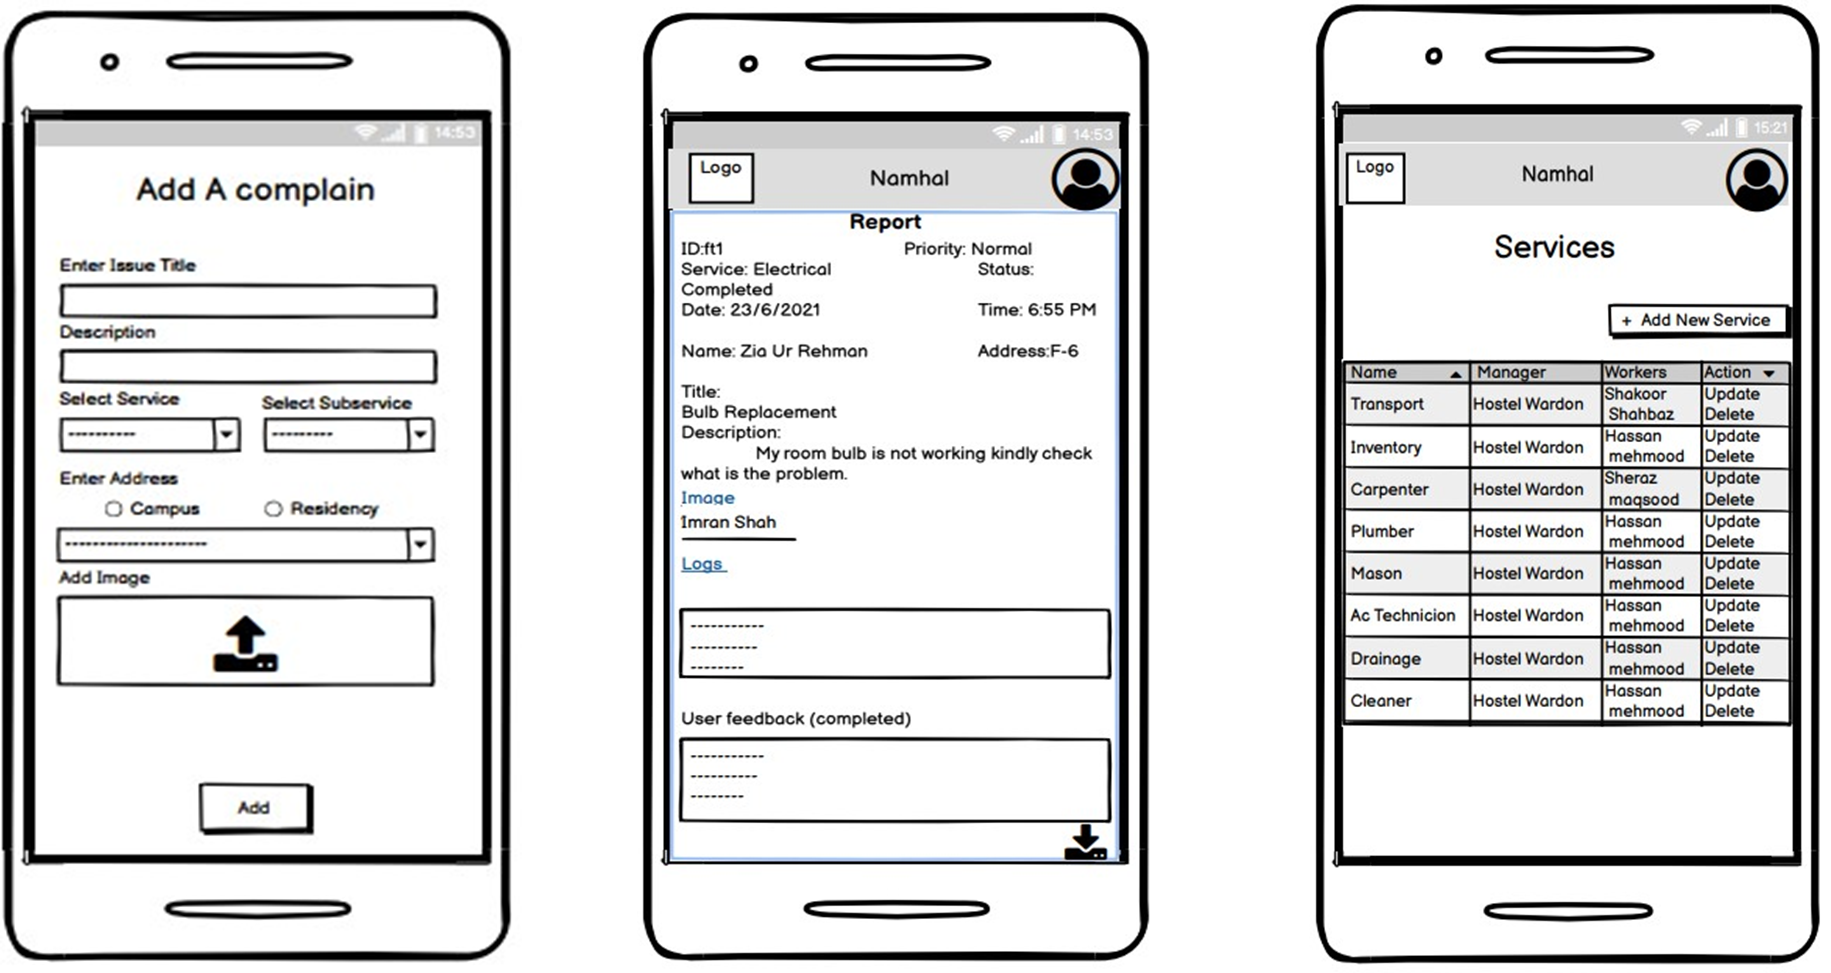 14:53
Add A complain
Enter Issue Title
Description
Select Service Select Subservice
---------- ---------
Enter Address
Campus Residency
---------------------
Add Image
Add
14:53
Logo Namhal
Report
ID:ft1 Priority: Normal
Service: Electrical Status:
Completed
Date: 23/6/2021 Time: 6:55 PM
Name: Zia Ur Rehman Address:F-6
Title:
Bulb Replacement
Description:
My room bulb is not working kindly check
what is the problem.
Image
Imran Shah
Logs
-----------
----------
--------
User feedback (completed)
-----------
----------
--------
15:21
Logo Namhal
Services
+ Add New Service
Name Manager Workers Action
Transport Hostel Wardon Shakoor Update
Shahbaz Delete
Inventory Hostel Wardon Hassan Update
mehmood Delete
Carpenter Hostel Wardon Sheraz Update
maqsood Delete
Plumber Hostel Wardon Hassan Update
mehmood Delete
Mason Hostel Wardon Hassan Update
mehmood Delete
Ac Technicion Hostel Wardon Hassan Update
mehmood Delete
Drainage Hostel Wardon Hassan Update
mehmood Delete
Cleaner Hostel Wardon Hassan Update
mehmood Delete